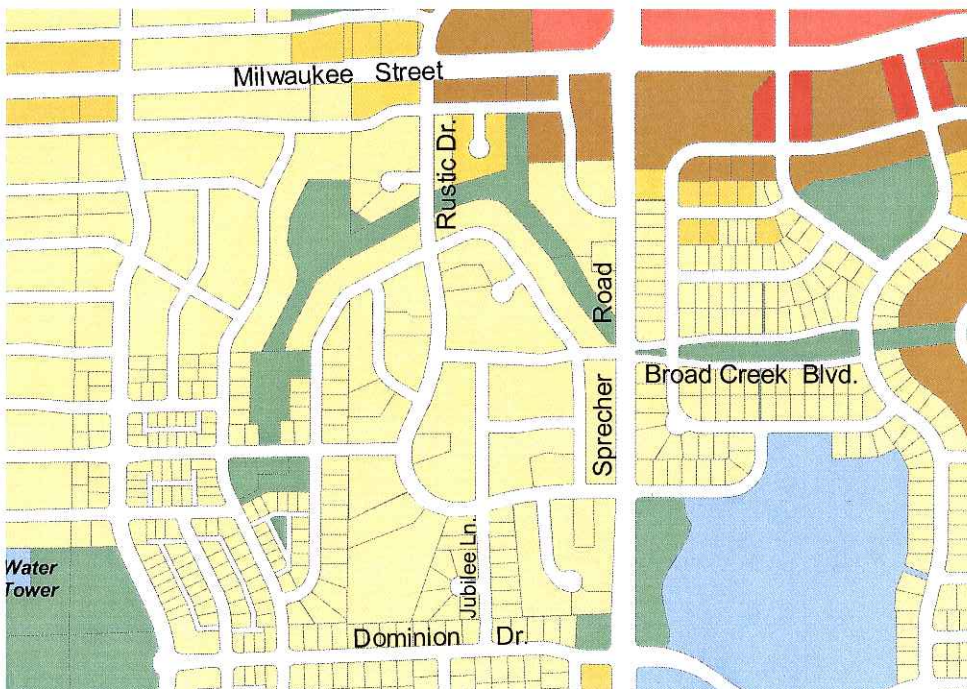 Milwaukee Street
Rustic Dr.
Sprecher Road
Broad Creek Blvd.
Jubilee Ln.
Water
Tower
Dominion Dr.